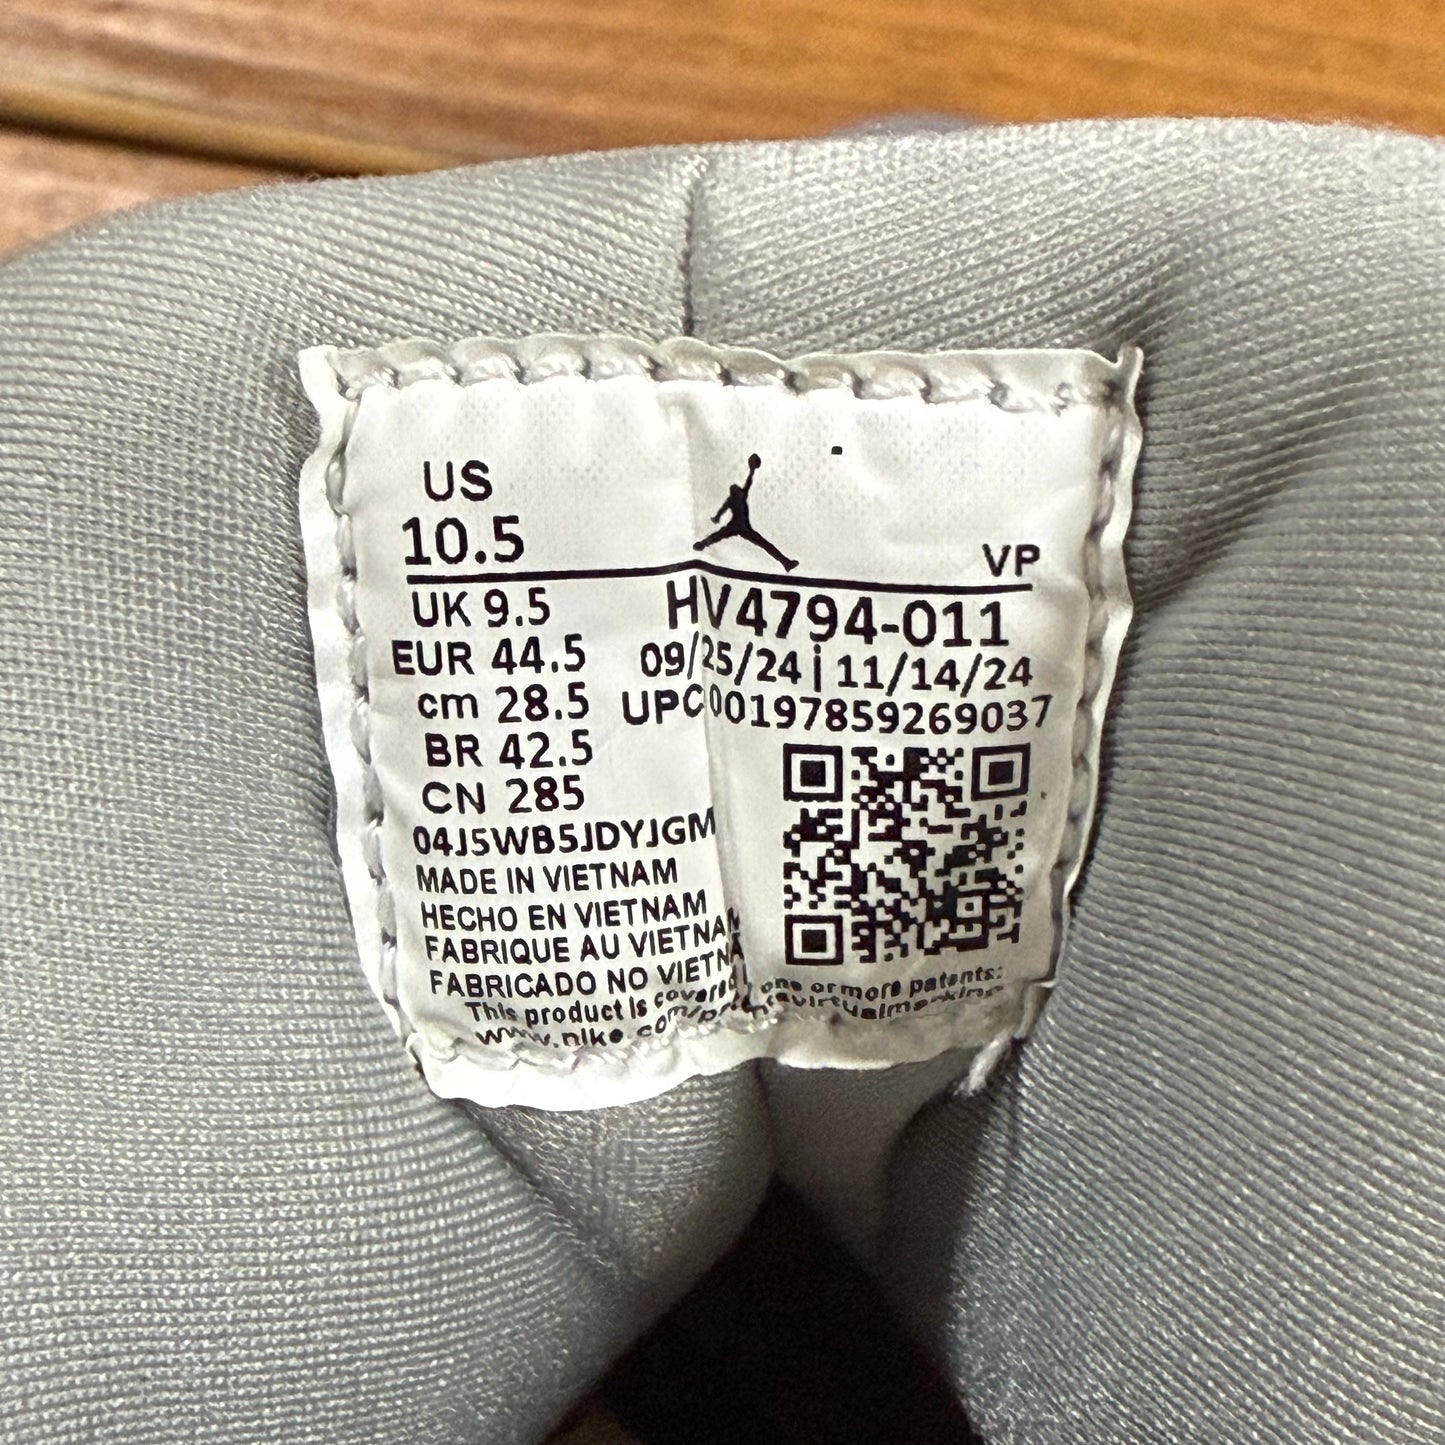 US
10.5
VP
UK 9.5
HV4794-011
EUR 44.5
09/25/24 | 11/14/24
cm 28.5
UPC 00197859269037
BR 42.5
CN 285
04J5WB5JDYJGM
MADE IN VIETNAM
HECHO EN VIETNAM
FABRIQUE AU VIETNAM
FABRICADO NO VIETNA
This product is covered one or more patents:
www.nike.co